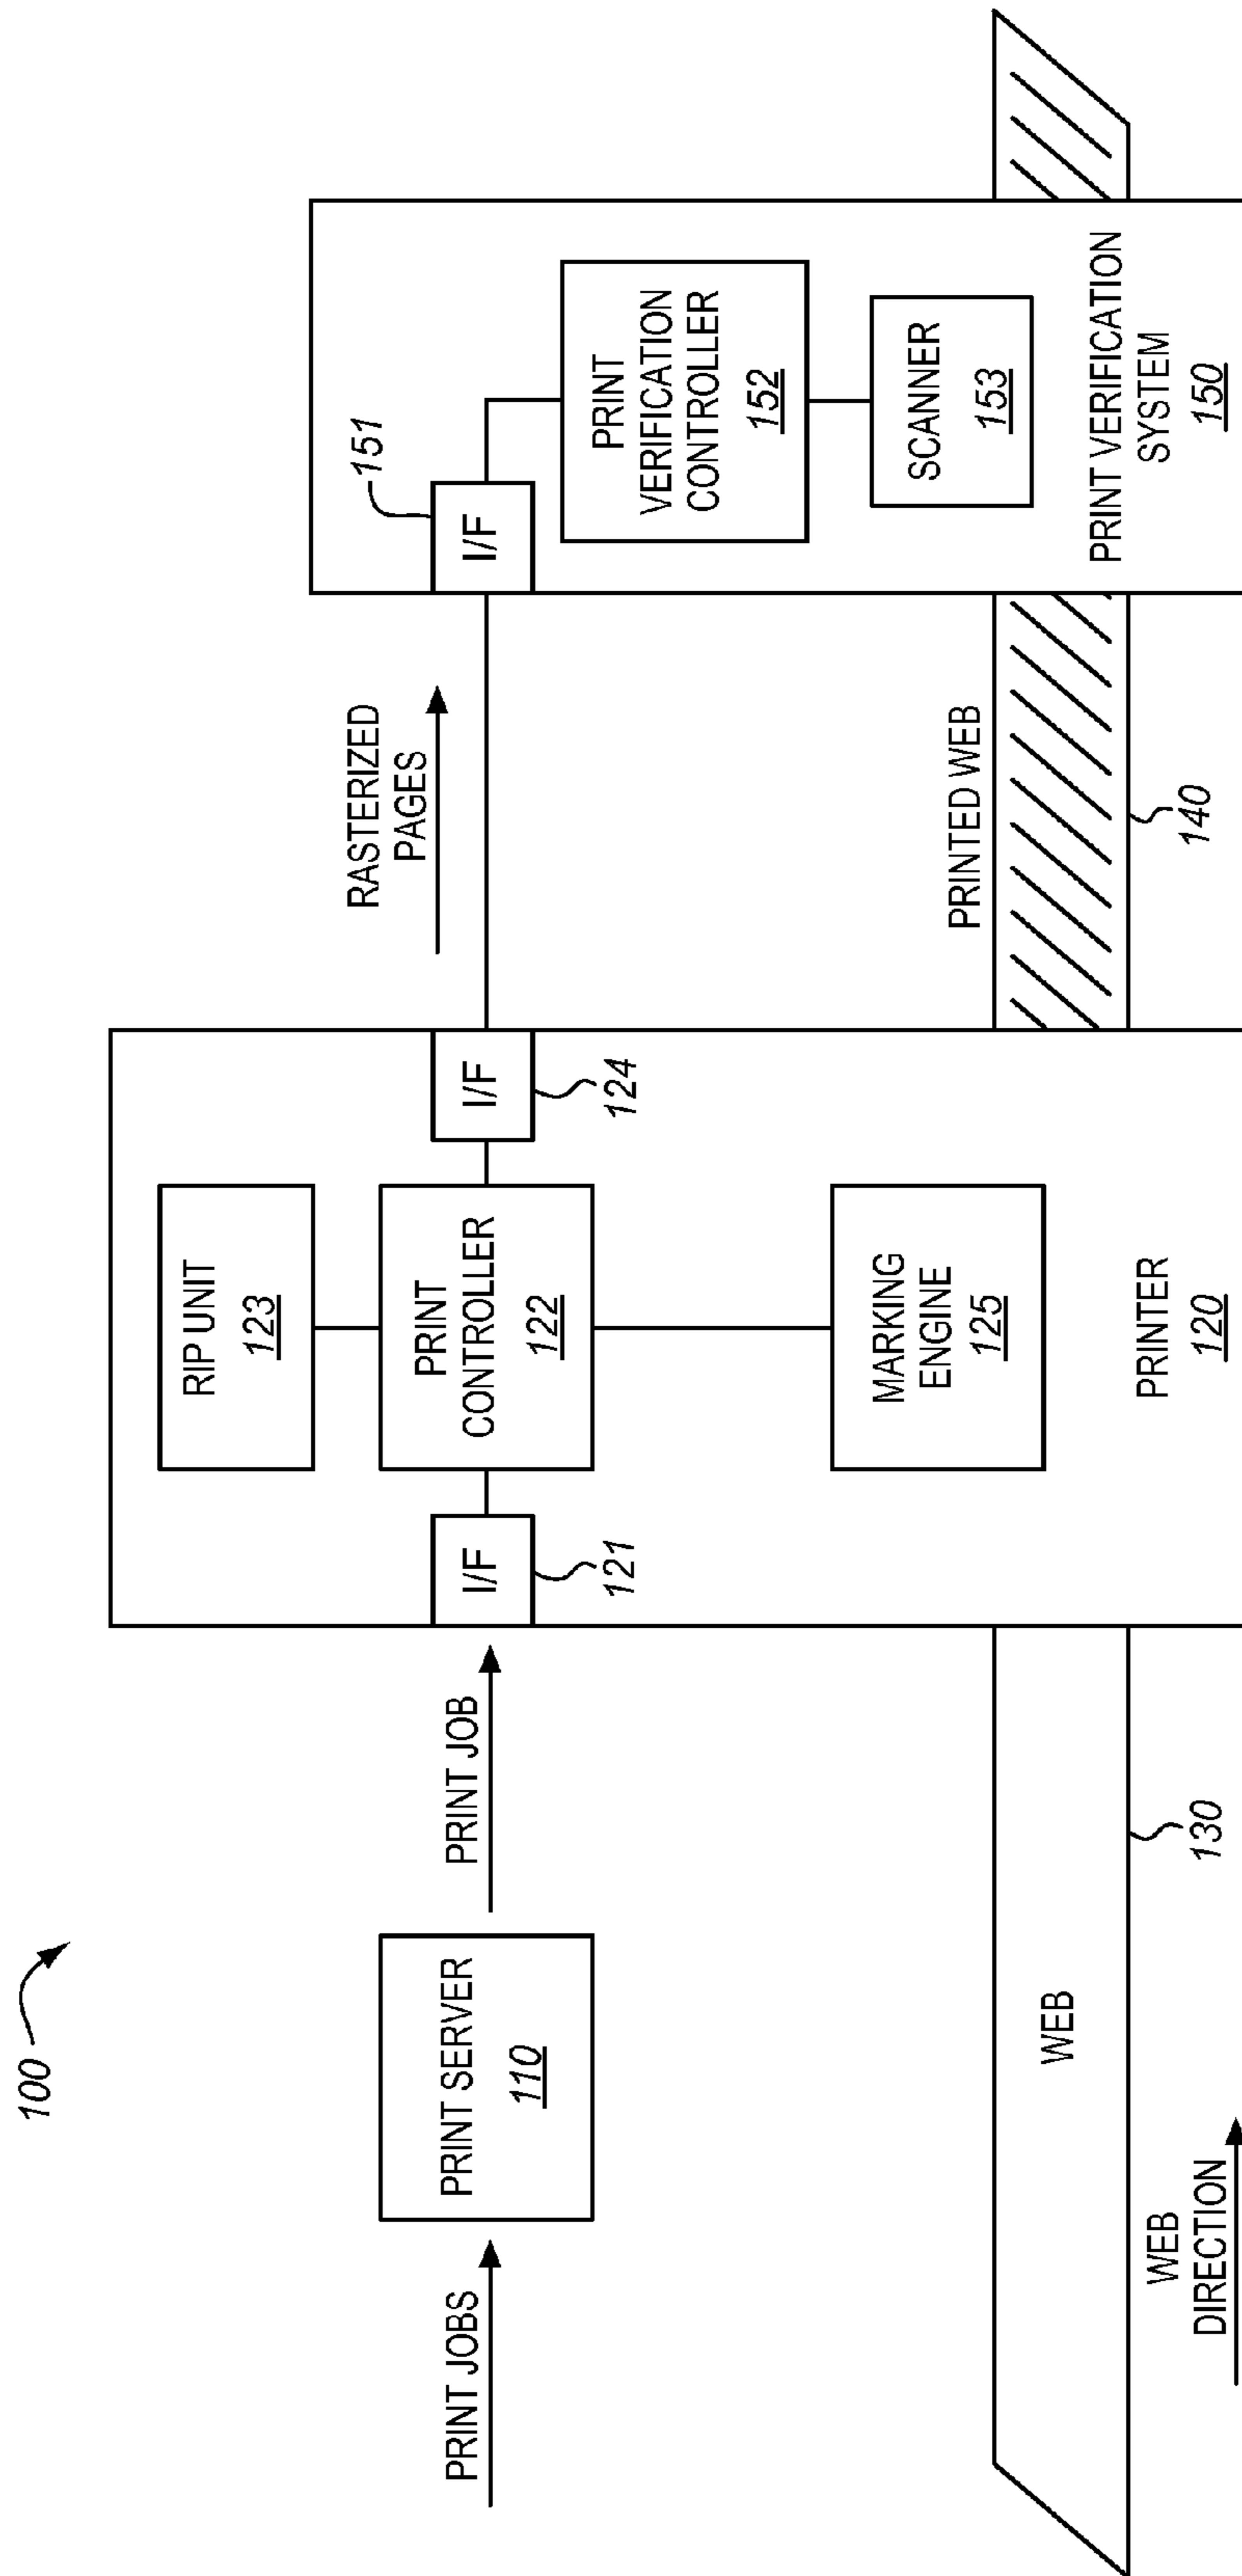 100
PRINT JOBS
PRINT SERVER
110
PRINT JOB
I/F
121
RIP UNIT
123
PRINT
CONTROLLER
122
I/F
124
MARKING
ENGINE
125
PRINTER
120
RASTERIZED
PAGES
I/F
151
PRINT
VERIFICATION
CONTROLLER
152
SCANNER
153
PRINT VERIFICATION
SYSTEM
150
WEB
130
WEB
DIRECTION
PRINTED WEB
140